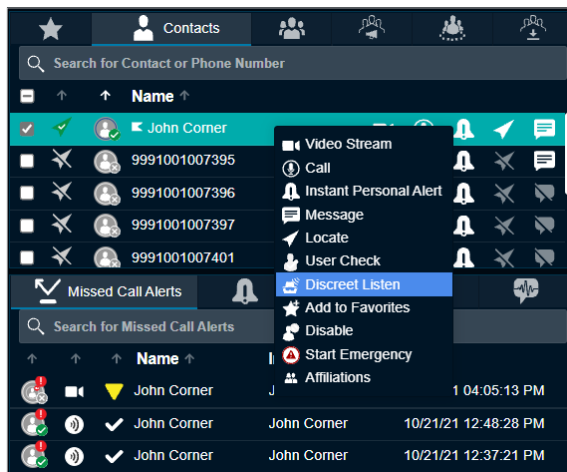 Contacts
Search for Contact or Phone Number
Name
John Corner
Video Stream
9991001007395
Call
9991001007396
Instant Personal Alert
Message
9991001007397
Locate
9991001007401
User Check
Missed Call Alerts
Discreet Listen
Search for Missed Call Alerts
Add to Favorites
Disable
Name
Start Emergency
John Corner
Affiliations
1 04:05:13 PM
John Corner John Corner 10/21/21 12:48:28 PM
John Corner John Corner 10/21/21 12:37:21 PM